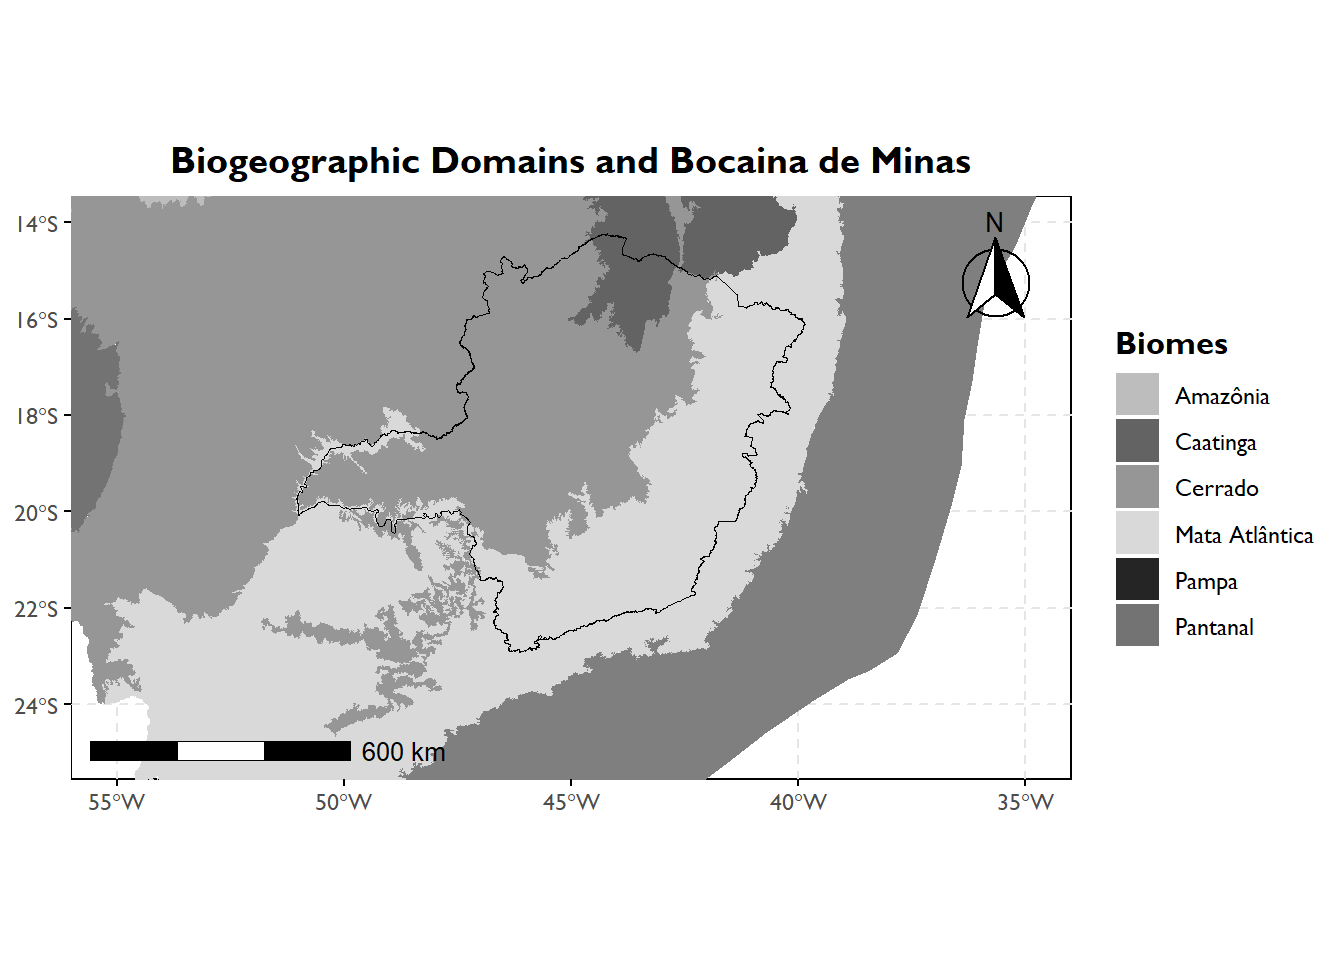 Biogeographic Domains and Bocaina de Minas
14°S
16°S
18°S
20°S
22°S
24°S
N
600 km
55°W
50°W
45°W
40°W
35°W
Biomes
Amazônia
Caatinga
Cerrado
Mata Atlântica
Pampa
Pantanal